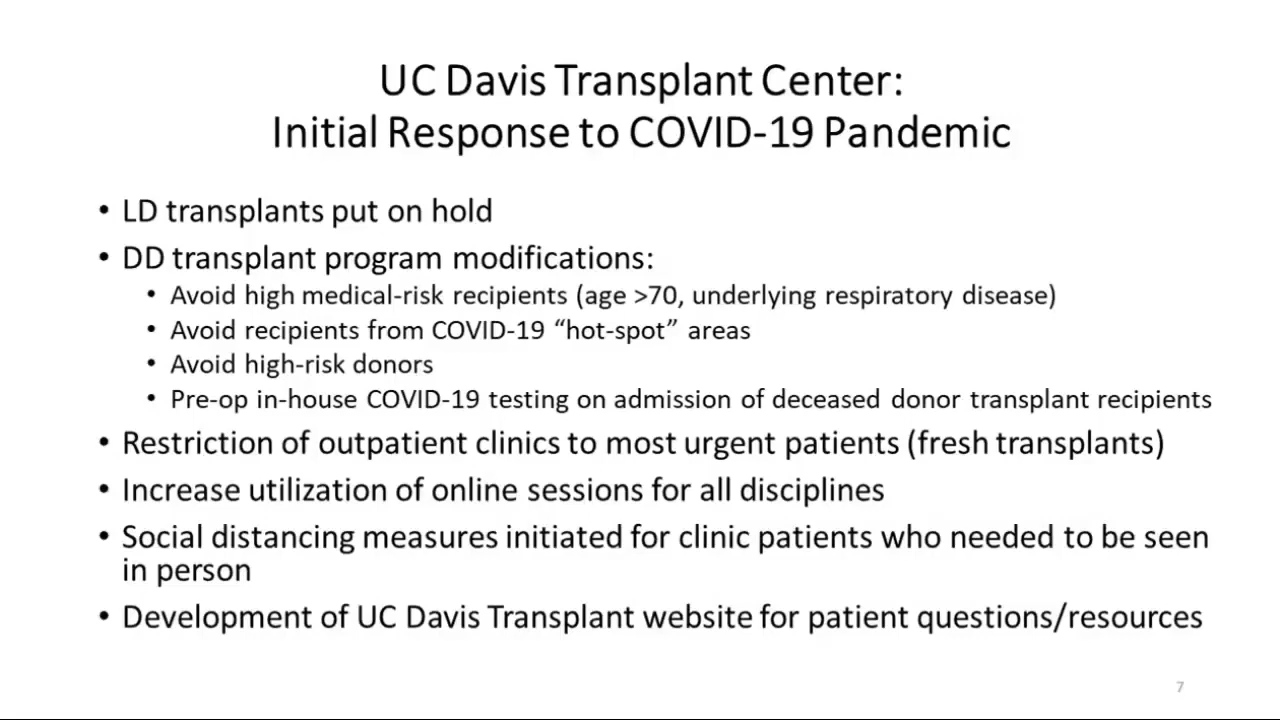 UC Davis Transplant Center:
Initial Response to COVID-19 Pandemic
• LD transplants put on hold
• DD transplant program modifications:
• Avoid high medical-risk recipients (age >70, underlying respiratory disease)
• Avoid recipients from COVID-19 “hot-spot” areas
• Avoid high-risk donors
• Pre-op in-house COVID-19 testing on admission of deceased donor transplant recipients
• Restriction of outpatient clinics to most urgent patients (fresh transplants)
• Increase utilization of online sessions for all disciplines
• Social distancing measures initiated for clinic patients who needed to be seen
in person
• Development of UC Davis Transplant website for patient questions/resources
7